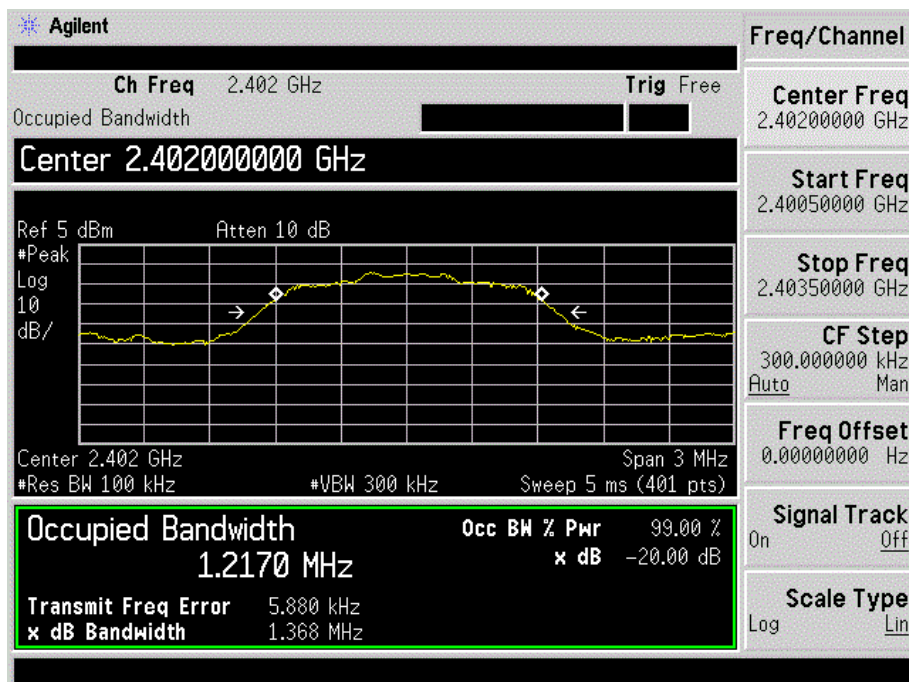 Agilent
Freq/Channel
Ch Freq 2.402 GHz Trig Free
Occupied Bandwidth
Center 2.402000000 GHz
Center Freq
2.40200000 GHz
Start Freq
2.40050000 GHz
Stop Freq
2.40350000 GHz
CF Step
300.000000 kHz
Auto Man
Freq Offset
0.00000000 Hz
Signal Track
On Off
Scale Type
Log Lin
Ref 5 dBm Atten 10 dB
#Peak
Log
10
dB/
Center 2.402 GHz Span 3 MHz
#Res BW 100 kHz #VBW 300 kHz Sweep 5 ms (401 pts)
Occupied Bandwidth Occ BW % Pwr 99.00 %
1.2170 MHz x dB -20.00 dB
Transmit Freq Error 5.880 kHz
x dB Bandwidth 1.368 MHz